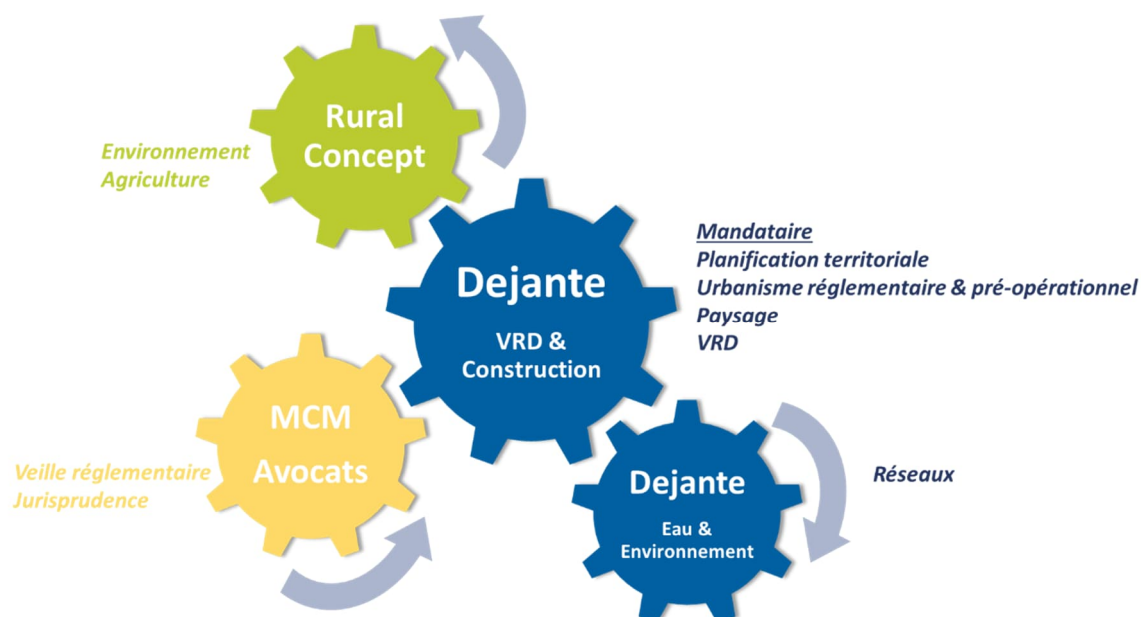 Rural
Concept
Environnement
Agriculture
Dejante
VRD &
Construction
Mandataire
Planification territoriale
Urbanisme réglementaire & pré-opérationnel
Paysage
VRD
MCM
Avocats
Veille réglementaire
Jurisprudence
Dejante
Eau &
Environnement
Réseaux